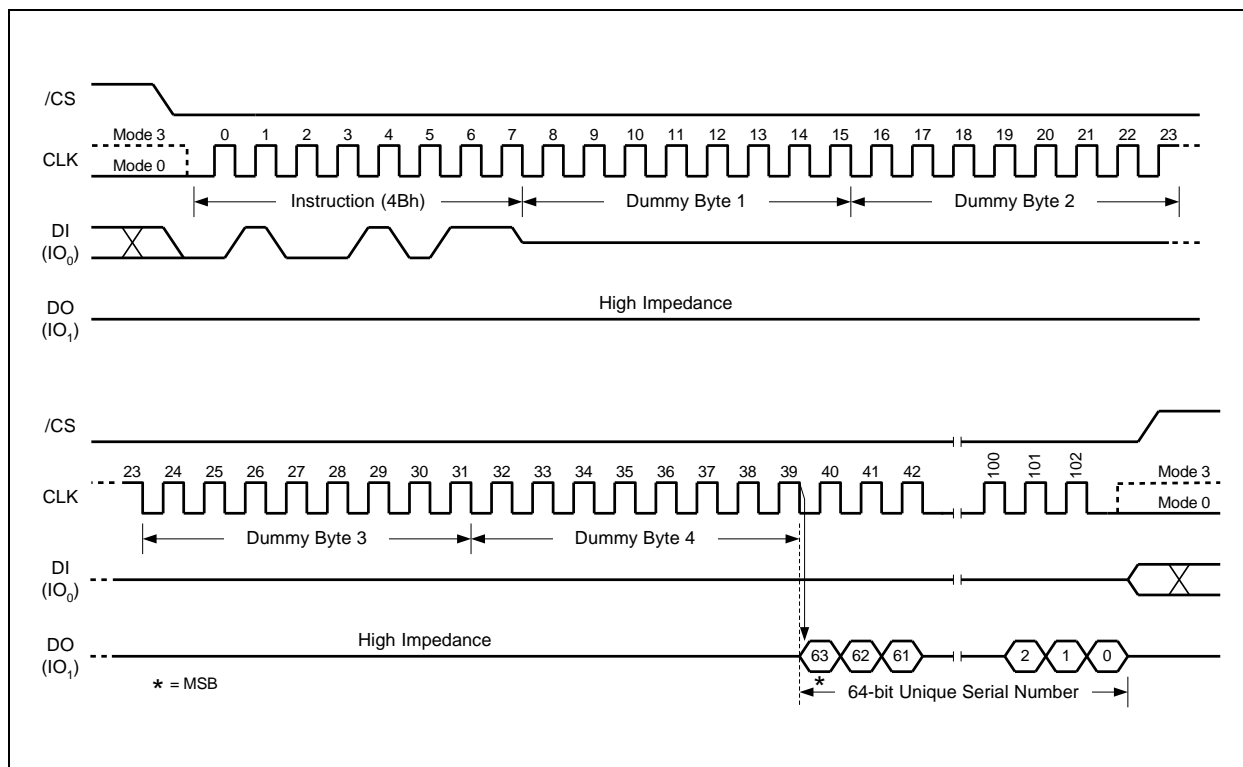 /CS
Mode 3
0 1 2 3 4 5 6 7 8 9 10 11 12 13 14 15 16 17 18 19 20 21 22 23
CLK
Mode 0
Instruction (4Bh)
Dummy Byte 1
Dummy Byte 2
DI
(IO0)
High Impedance
DO
(IO1)
/CS
23 24 25 26 27 28 29 30 31 32 33 34 35 36 37 38 39 40 41 42 100 101 102
Mode 3
CLK
Mode 0
Dummy Byte 3
Dummy Byte 4
DI
(IO0)
High Impedance
DO
(IO1)
63 62 61 2 1 0
* = MSB
*
64-bit Unique Serial Number